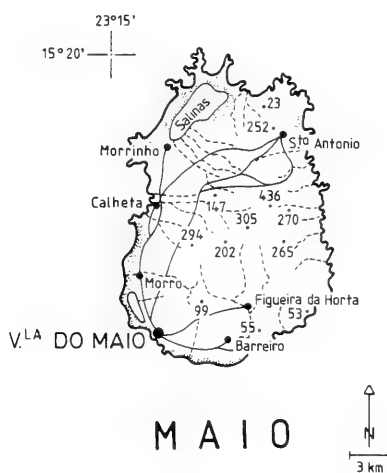 23°15'
15°20'
Salinas
23
252
Sto Antonio
Morrinho
436
Calheta
147
305
270
294
202
265
Morro
99
Figueira da Horta
53
55
V.LA DO MAIO
Barreiro
MAIO
N
3 km